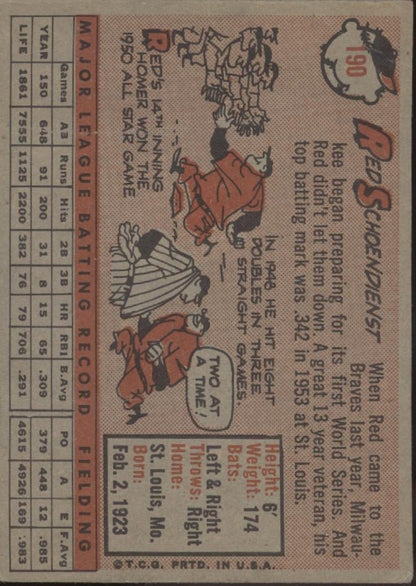 190
RED SCHOENDIENST
When Red came to the
Braves last year, Milwau-
kee began preparing for its first World Series. And
Red didn't let them down. A great 13 year veteran, his
top batting mark was .342 in 1953 at St. Louis.
RED'S 14TH INNING
HOMER WON THE
1950 ALL STAR GAME
IN 1948 HE HIT EIGHT
DOUBLES IN THREE
STRAIGHT GAMES
TWO AT
A TIME!
Height: 6'
Weight: 174
Bats:
Left & Right
Throws: Right
Home:
St. Louis, Mo.
Born:
Feb. 2, 1923
MAJOR LEAGUE BATTING RECORD FIELDING
Games AB Runs Hits 2B 3B HR RBI B.Avg PO A E F.Avg
YEAR 150 648 91 200 31 8 15 65 .309 379 448 12 .985
LIFE 1861 7555 1125 2200 382 76 79 706 .291 4615 4926 169 .983
© T.C.G. PRTD. IN U.S.A.